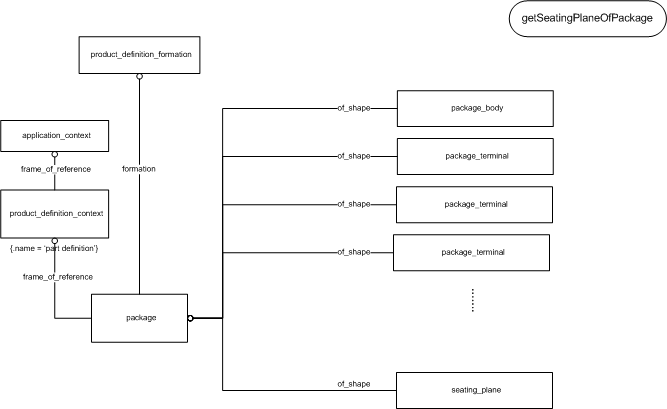 getSeatingPlaneOfPackage
product_definition_formation
package_body
of_shape
application_context
package_terminal
of_shape
frame_of_reference
formation
package_terminal
of_shape
product_definition_context
{.name = 'part definition'}
package_terminal
of_shape
frame_of_reference
package
of_shape
seating_plane